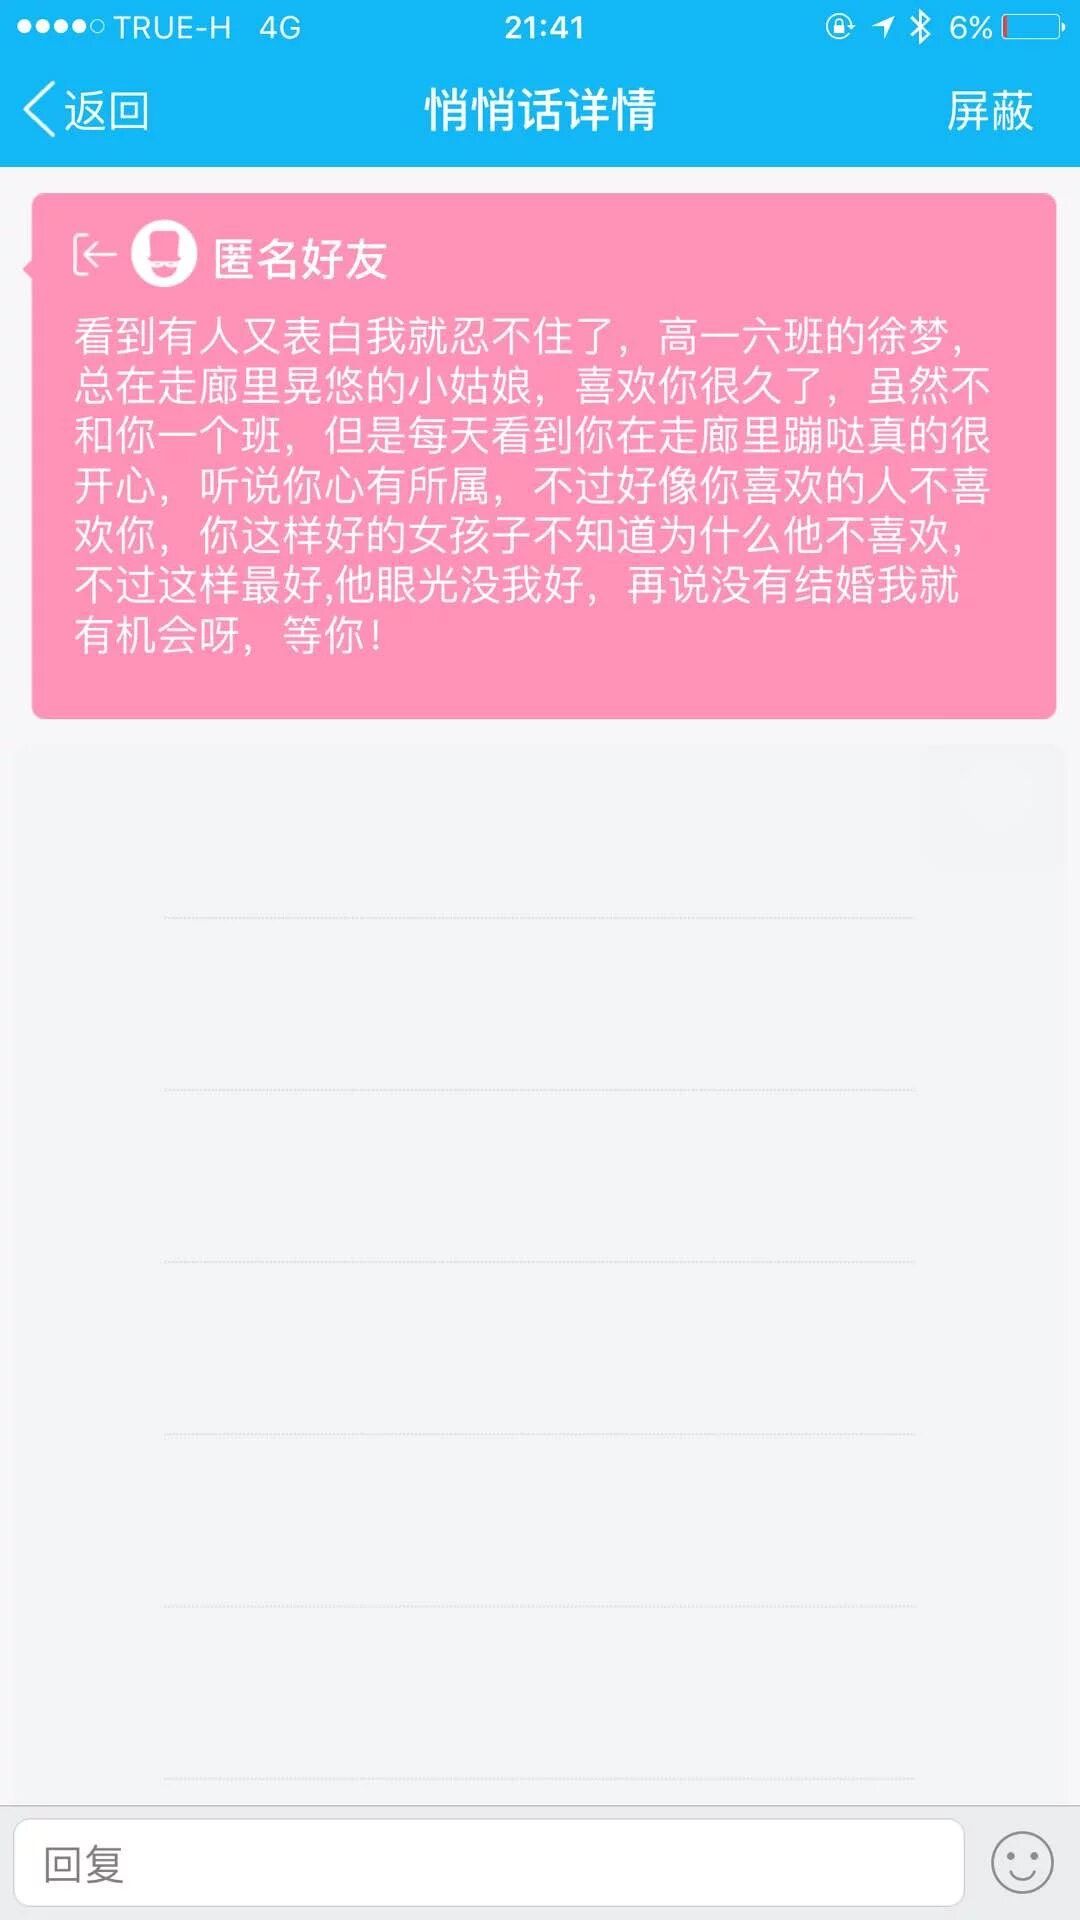 TRUE-H 4G 21:41 6%
返回 悄悄话详情 屏蔽
匿名好友
看到有人又表白我就忍不住了，高一六班的徐梦，
总在走廊里晃悠的小姑娘，喜欢你很久了，虽然不
和你一个班，但是每天看到你在走廊里蹦哒真的很
开心，听说你心有所属，不过好像你喜欢的人不喜
欢你，你这样好的女孩子不知道为什么他不喜欢，
不过这样最好,他眼光没我好，再说没有结婚我就
有机会呀，等你！
回复